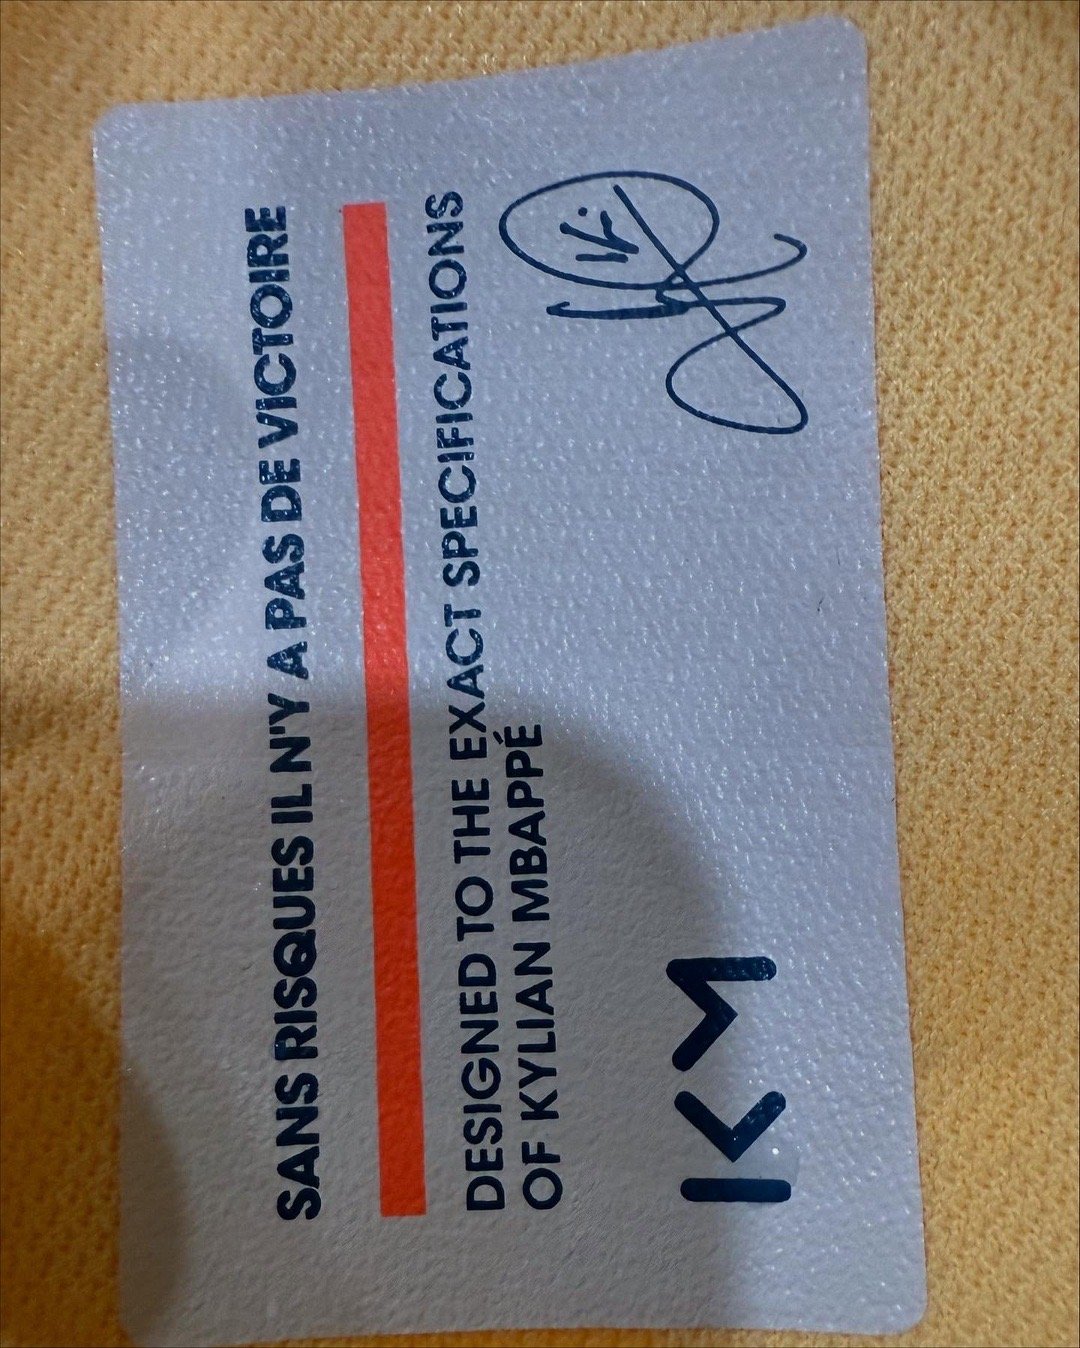 SANS RISQUES IL N'Y A PAS DE VICTOIRE
DESIGNED TO THE EXACT SPECIFICATIONS
OF KYLIAN MBAPPÉ
KM